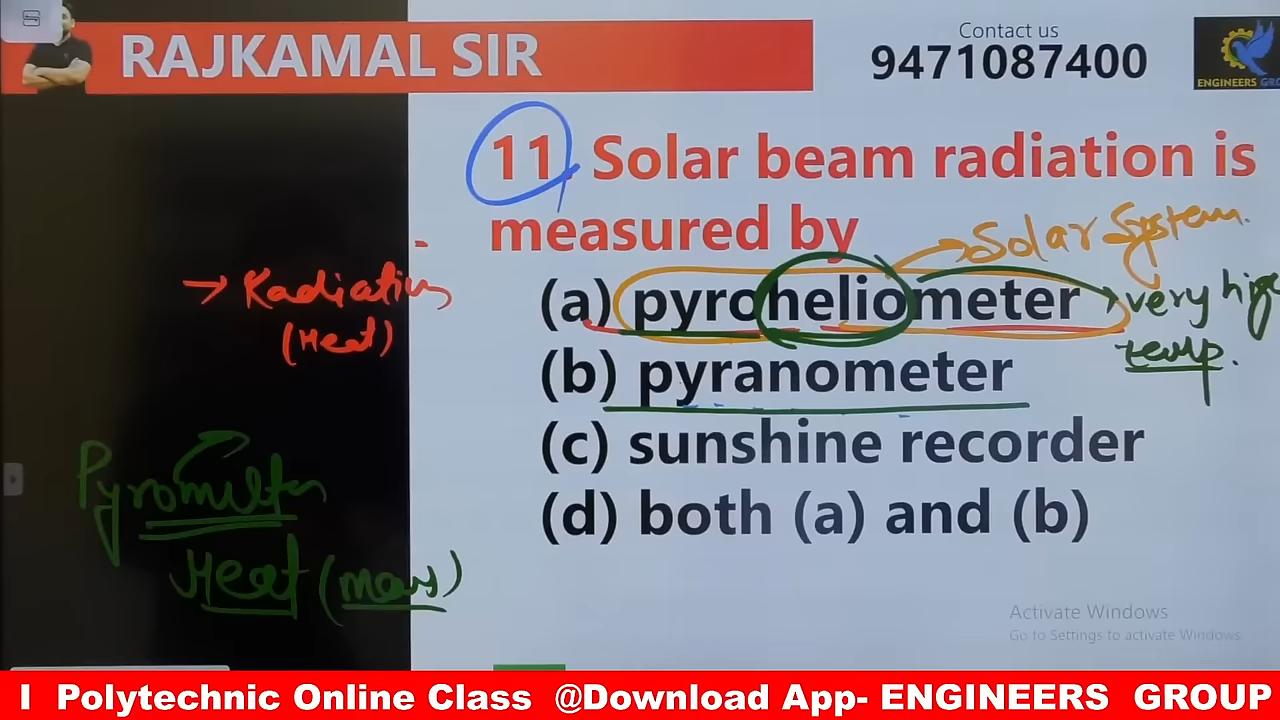 RAJKAMAL SIR
Contact us
9471087400
ENGINEERS GRO
11. Solar beam radiation is
measured by
Solar System.
(a) pyroheliometer
very high
temp.
(b) pyranometer
(c) sunshine recorder
(d) both (a) and (b)
→ Radiation
(Heat)
Pyrometer
Heat (meas)
Activate Windows
Go to Settings to activate Windows.
I Polytechnic Online Class @Download App- ENGINEERS GROUP